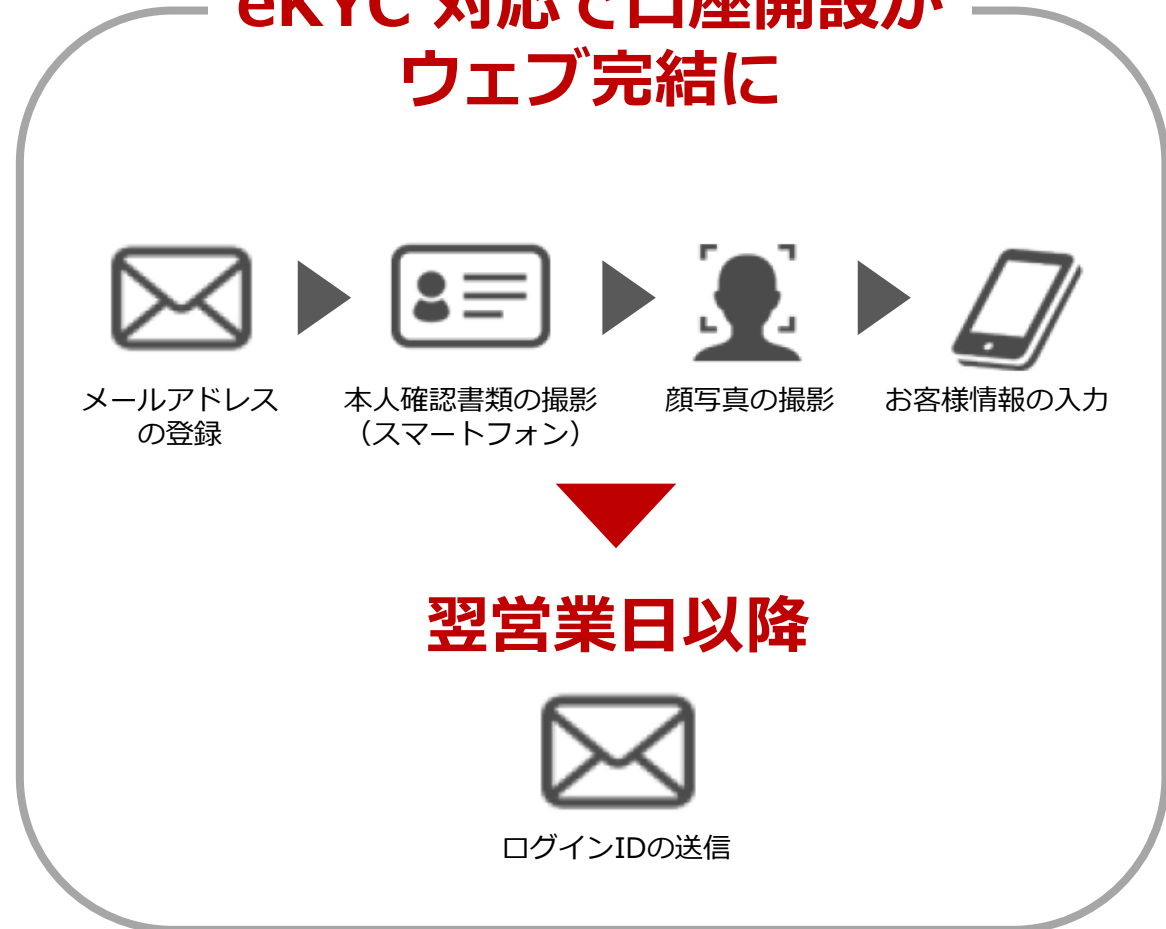 eKYC 対応で口座開設が
ウェブ完結に
メールアドレス
の登録
本人確認書類の撮影
（スマートフォン）
顔写真の撮影
お客様情報の入力
翌営業日以降
ログインIDの送信